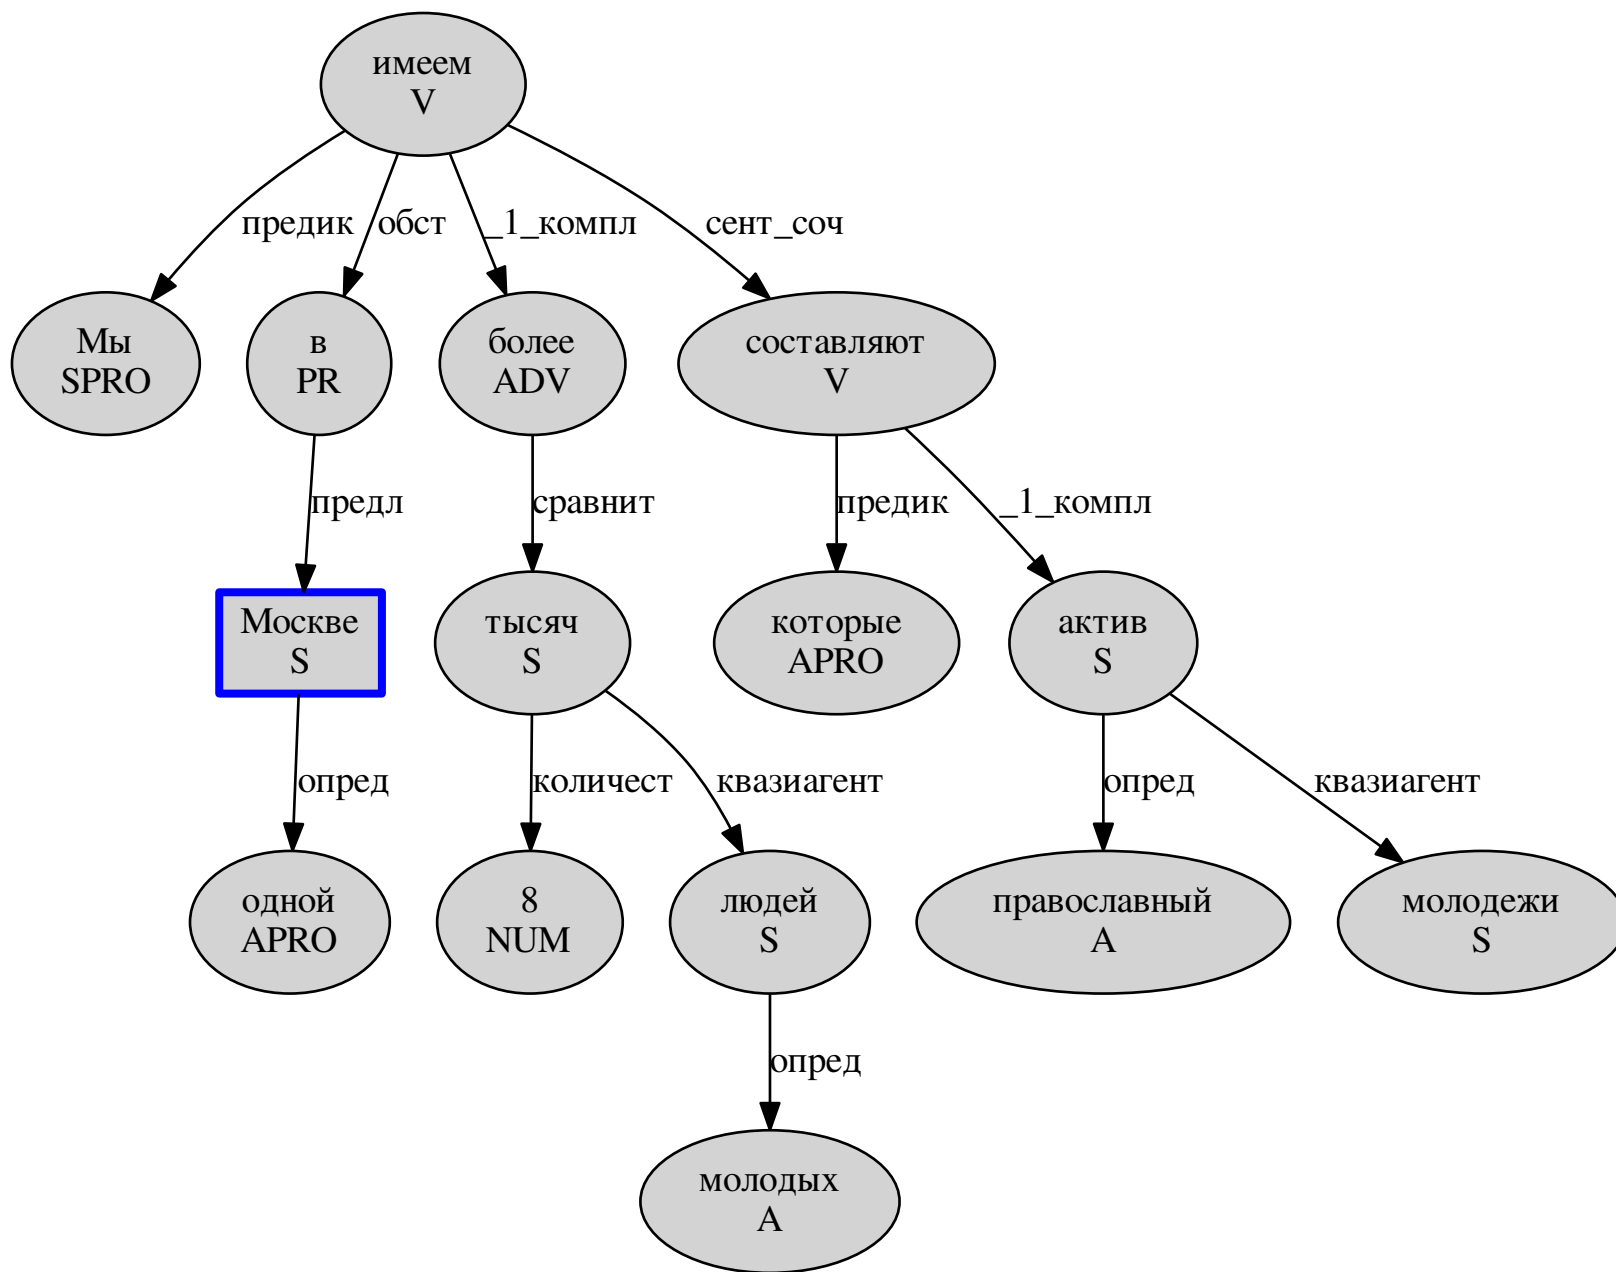 имеем
V
предик
обст
_1_компл
сент_соч
Мы
SPRO
в
PR
более
ADV
составляют
V
предл
сравнит
предик
_1_компл
Москве
S
тысяч
S
которые
APRO
актив
S
опред
количест
квазиагент
опред
квазиагент
одной
APRO
8
NUM
людей
S
православный
A
молодежи
S
опред
молодых
A